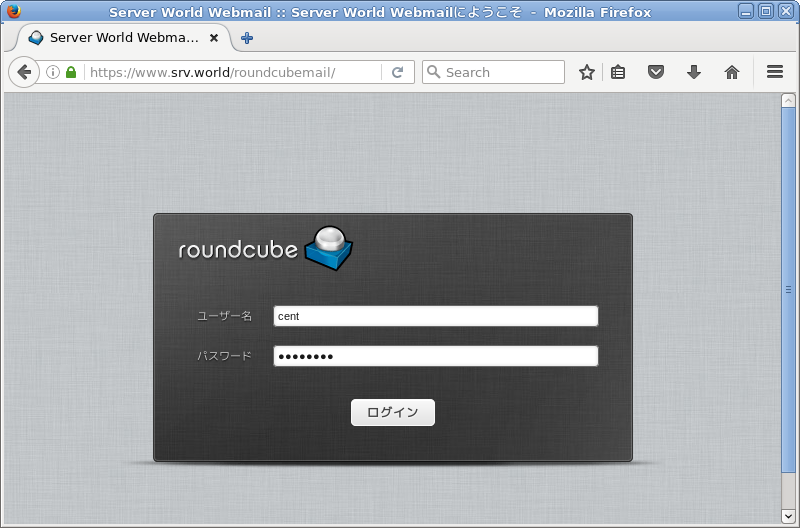 Server World Webmail :: Server World Webmailにようこそ - Mozilla Firefox
Server World Webma...
https://www.srv.world/roundcubemail/
Search
roundcube
ユーザー名
cent
パスワード
●●●●●●●●
ログイン